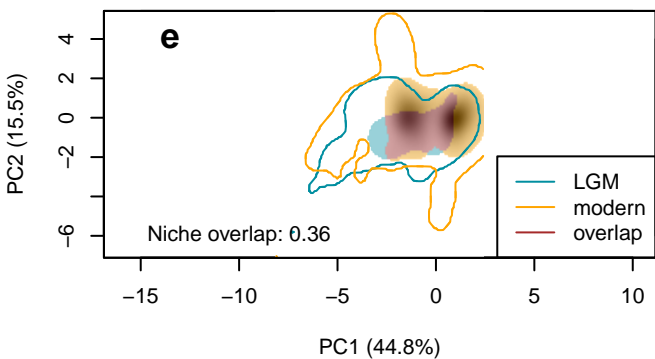 e
4
2
0
−2
−6
PC2 (15.5%)
Niche overlap: 0.36
LGM
modern
overlap
−15 −10 −5 0 5 10
PC1 (44.8%)